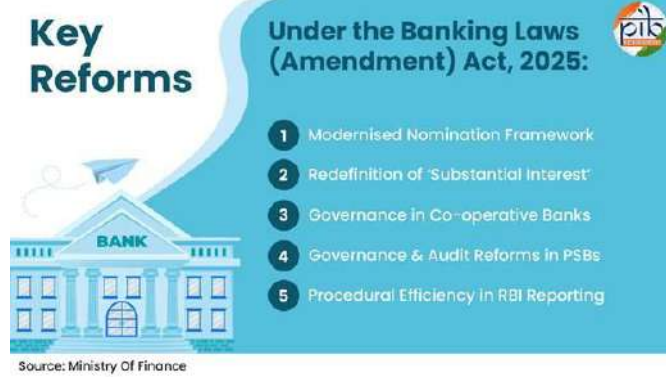 Key
Reforms
Under the Banking Laws
(Amendment) Act, 2025:
pib
1 Modernised Nomination Framework
2 Redefinition of 'Substantial Interest'
3 Governance in Co-operative Banks
4 Governance & Audit Reforms in PSBs
5 Procedural Efficiency in RBI Reporting
BANK
Source: Ministry Of Finance